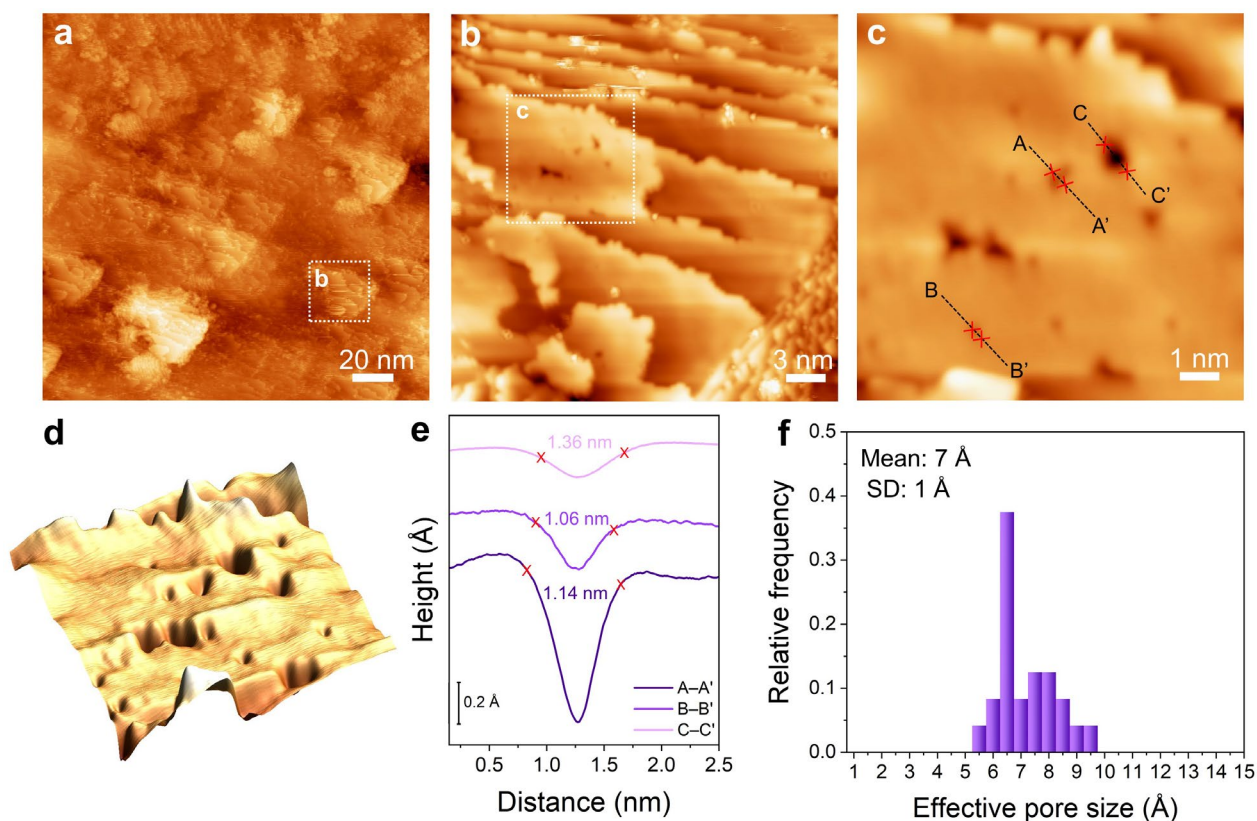 a
b
20 nm
b
c
3 nm
c
C
A
C'
A'
B
B'
1 nm
d
e
1.36 nm
1.06 nm
1.14 nm
0.2 Å
A–A'
B–B'
C–C'
Height (Å)
0.5 1.0 1.5 2.0 2.5
Distance (nm)
f
Mean: 7 Å
SD: 1 Å
0.5
0.4
0.3
0.1
0.1
0.0
Relative frequency
1 2 3 4 5 6 7 8 9 10 11 12 13 14 15
Effective pore size (Å)